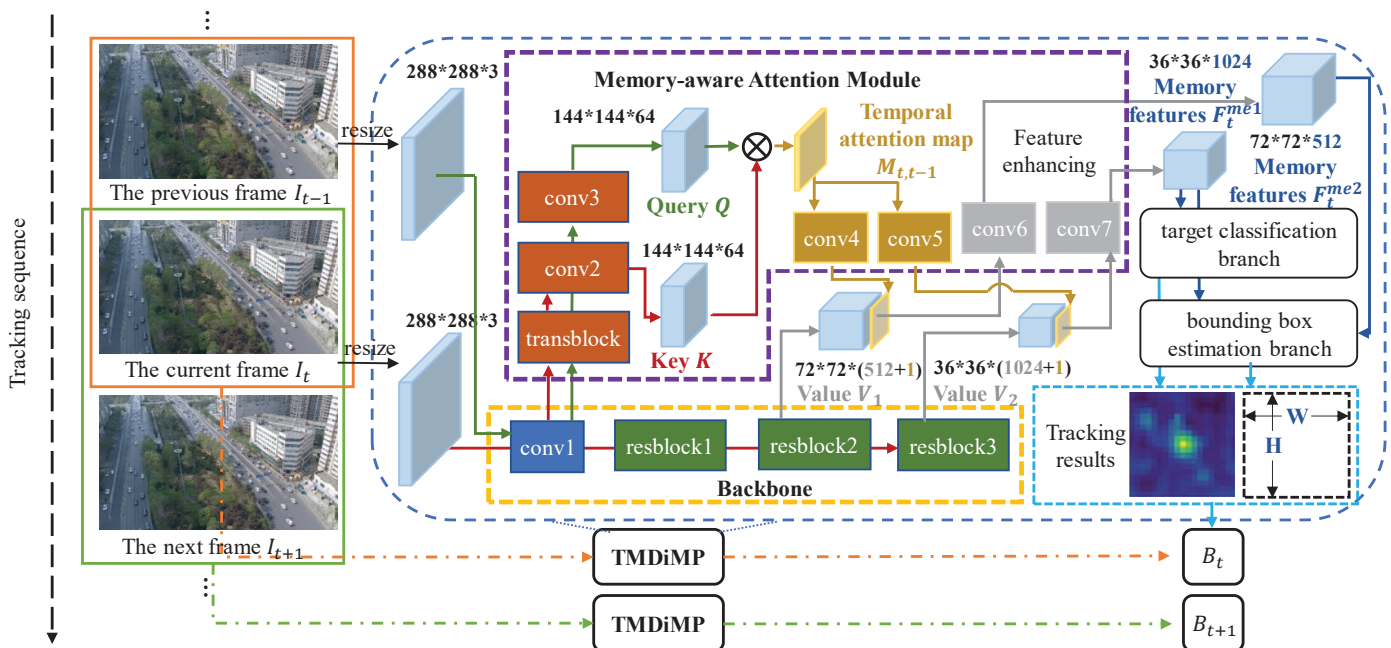 Tracking sequence
⋮
The previous frame I_{t−1}
The current frame I_t
The next frame I_{t+1}
⋮
resize
resize
288*288*3
288*288*3
Memory-aware Attention Module
144*144*64
conv3
Query Q
conv2
144*144*64
transblock
Key K
Temporal
attention map
M_{t,t−1}
Feature
enhancing
conv4
conv5
conv6
conv7
72*72*(512+1)
Value V_1
36*36*(1024+1)
Value V_2
conv1
resblock1
resblock2
resblock3
Backbone
36*36*1024
Memory
features F_t^{me1}
72*72*512
Memory
features F_t^{me2}
target classification
branch
bounding box
estimation branch
Tracking
results
W
H
TMDiMP
B_t
TMDiMP
B_{t+1}